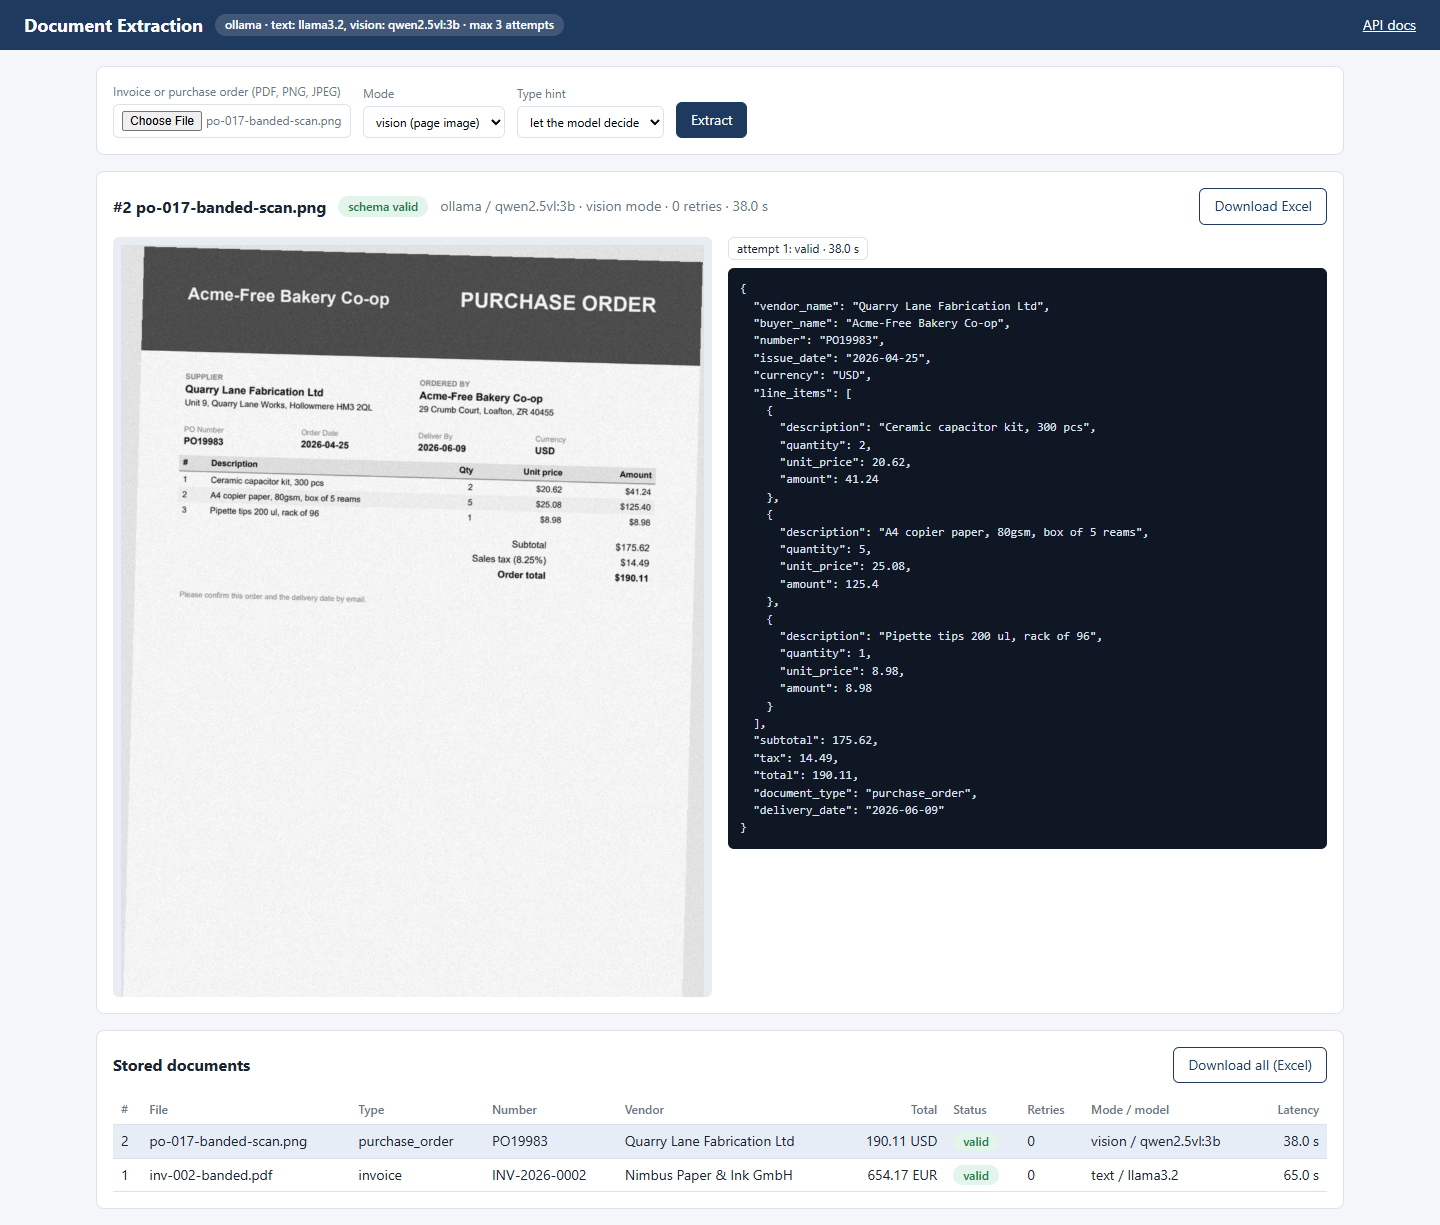 Document Extraction
ollama · text: llama3.2, vision: qwen2.5vl:3b · max 3 attempts
API docs
Invoice or purchase order (PDF, PNG, JPEG)
Mode
Type hint
Choose File po-017-banded-scan.png
vision (page image)
let the model decide
Extract
#2 po-017-banded-scan.png
schema valid
ollama / qwen2.5vl:3b · vision mode · 0 retries · 38.0 s
Download Excel
Acme-Free Bakery Co-op
PURCHASE ORDER
SUPPLIER
Quarry Lane Fabrication Ltd
Unit 9, Quarry Lane Works, Hollowmere HM3 2QL
ORDERED BY
Acme-Free Bakery Co-op
29 Crumb Court, Loafton, ZR 40455
PO Number
PO19983
Order Date
2026-04-25
Deliver By
2026-06-09
Currency
USD
# Description Qty Unit price Amount
1 Ceramic capacitor kit, 300 pcs 2 $20.62 $41.24
2 A4 copier paper, 80gsm, box of 5 reams 5 $25.08 $125.40
3 Pipette tips 200 ul, rack of 96 1 $8.98 $8.98
Subtotal $175.62
Sales tax (8.25%) $14.49
Order total $190.11
Please confirm this order and the delivery date by email.
attempt 1: valid · 38.0 s
{
"vendor_name": "Quarry Lane Fabrication Ltd",
"buyer_name": "Acme-Free Bakery Co-op",
"number": "PO19983",
"issue_date": "2026-04-25",
"currency": "USD",
"line_items": [
{
"description": "Ceramic capacitor kit, 300 pcs",
"quantity": 2,
"unit_price": 20.62,
"amount": 41.24
},
{
"description": "A4 copier paper, 80gsm, box of 5 reams",
"quantity": 5,
"unit_price": 25.08,
"amount": 125.4
},
{
"description": "Pipette tips 200 ul, rack of 96",
"quantity": 1,
"unit_price": 8.98,
"amount": 8.98
}
],
"subtotal": 175.62,
"tax": 14.49,
"total": 190.11,
"document_type": "purchase_order",
"delivery_date": "2026-06-09"
}
Stored documents
Download all (Excel)
# File Type Number Vendor Total Status Retries Mode / model Latency
2 po-017-banded-scan.png purchase_order PO19983 Quarry Lane Fabrication Ltd 190.11 USD valid 0 vision / qwen2.5vl:3b 38.0 s
1 inv-002-banded.pdf invoice INV-2026-0002 Nimbus Paper & Ink GmbH 654.17 EUR valid 0 text / llama3.2 65.0 s